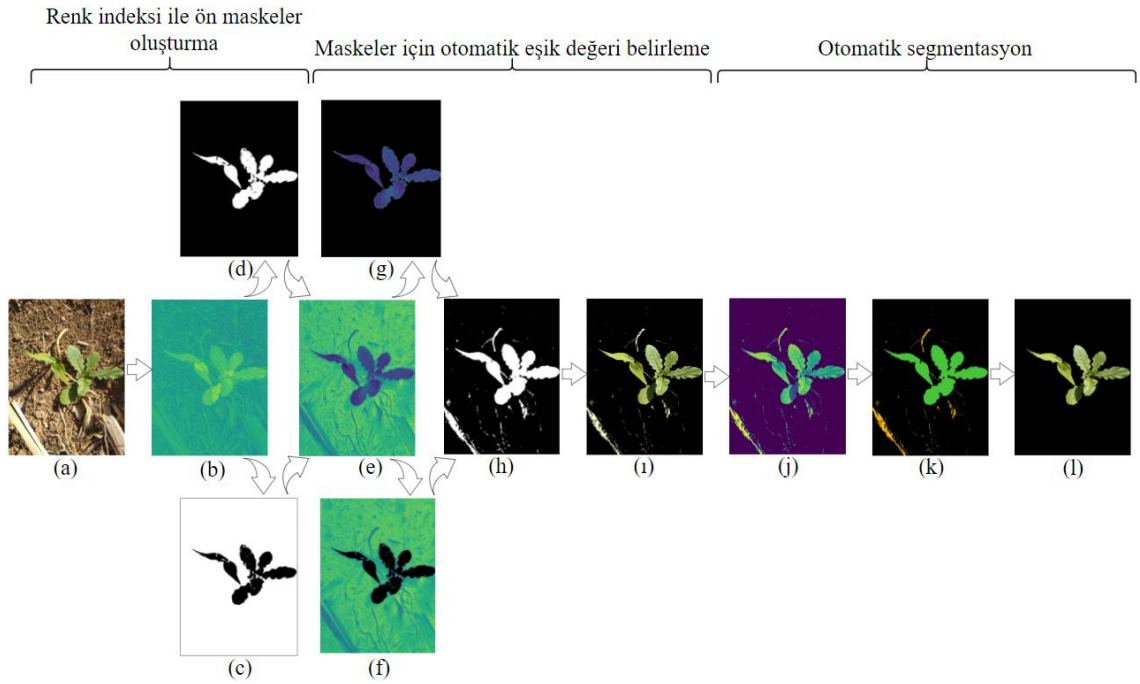 Renk indeksi ile ön maskeler
oluşturma
Maskeler için otomatik eşik değeri belirleme
Otomatik segmentasyon
(d)
(g)
(a)
(b)
(e)
(h)
(ı)
(j)
(k)
(l)
(c)
(f)